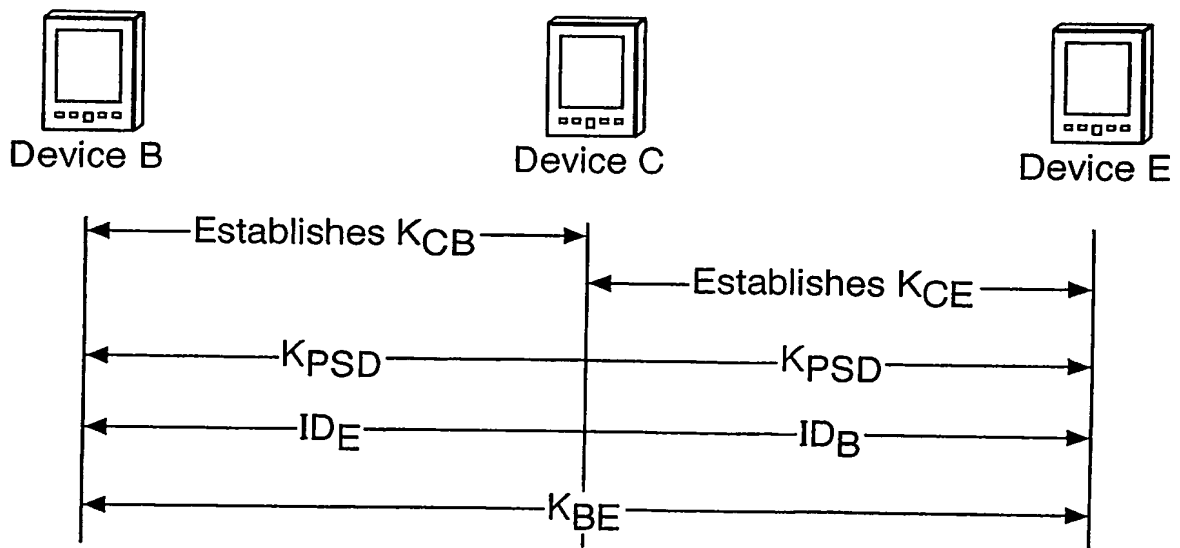 Device B
Device C
Device E
Establishes KCB
Establishes KCE
KPSD KPSD
IDE IDB
KBE